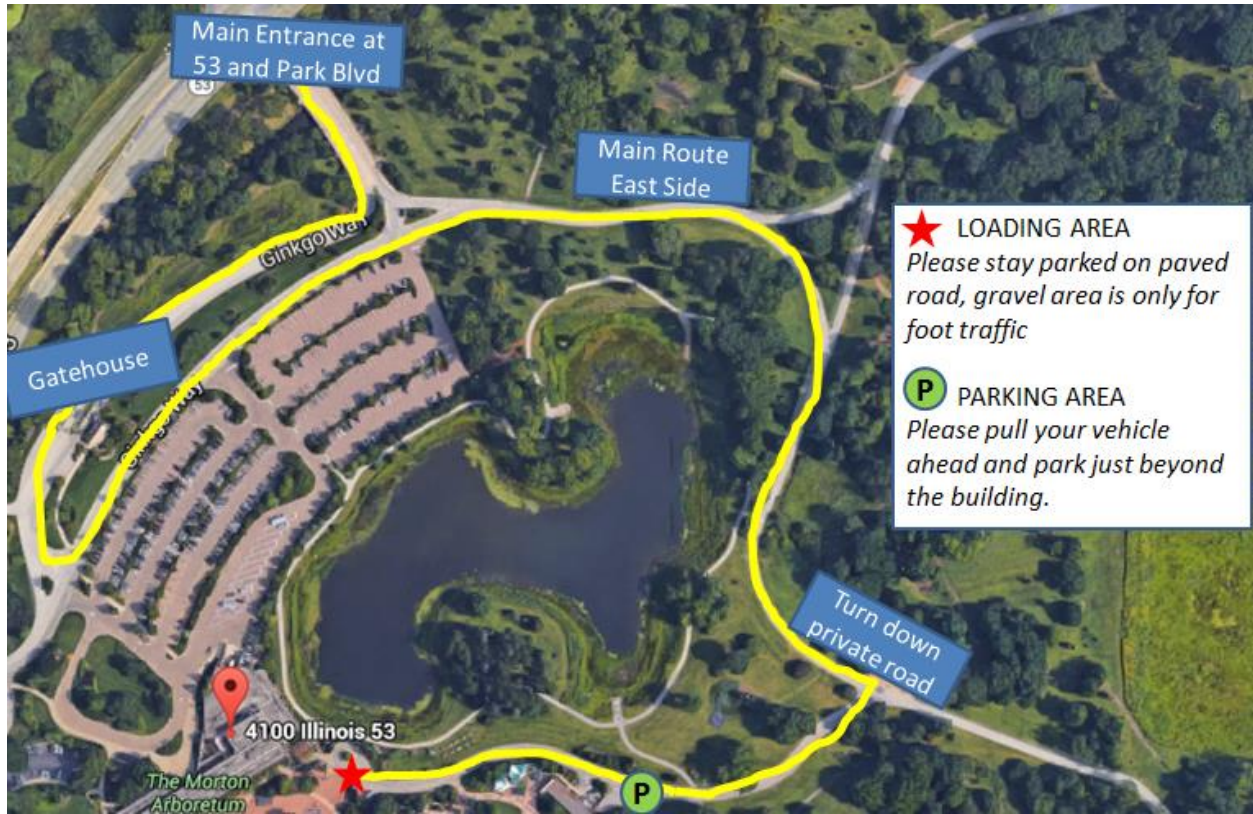 Main Entrance at
53 and Park Blvd
53
Main Route
East Side
Ginkgo Way
LOADING AREA
Please stay parked on paved
road, gravel area is only for
foot traffic
Gatehouse
Ginkgo Way
P PARKING AREA
Please pull your vehicle
ahead and park just beyond
the building.
Turn down
private road
4100 Illinois 53
The Morton
Arboretum
P